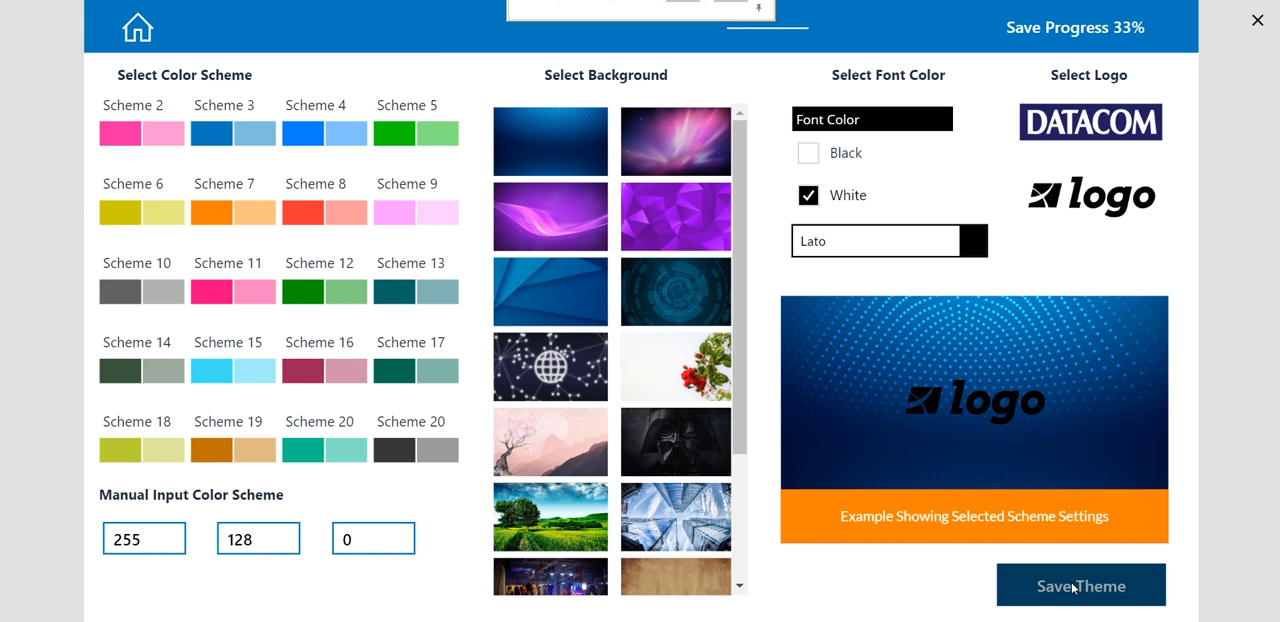 Save Progress 33%
Select Color Scheme
Select Background
Select Font Color
Select Logo
Scheme 2
Scheme 3
Scheme 4
Scheme 5
Scheme 6
Scheme 7
Scheme 8
Scheme 9
Scheme 10
Scheme 11
Scheme 12
Scheme 13
Scheme 14
Scheme 15
Scheme 16
Scheme 17
Scheme 18
Scheme 19
Scheme 20
Scheme 20
Manual Input Color Scheme
255
128
0
Font Color
Black
White
Lato
DATACOM
logo
logo
Example Showing Selected Scheme Settings
Save Theme